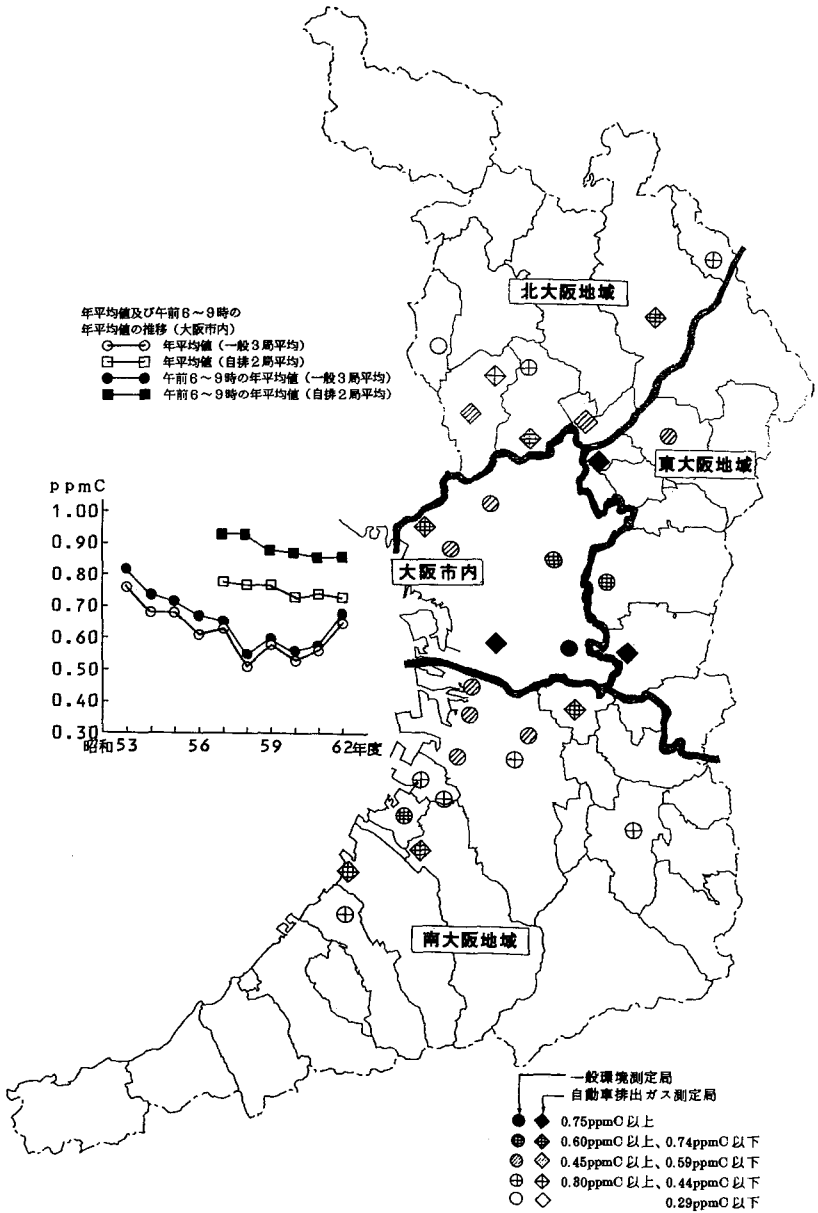 北大阪地域
年平均値及び午前6～9時の
年平均値の推移（大阪市内）
年平均値（一般3局平均）
年平均値（自排2局平均）
午前6～9時の年平均値（一般3局平均）
午前6～9時の年平均値（自排2局平均）
東大阪地域
ppmC
1.00
0.90
0.80
0.70
0.60
0.50
0.40
0.30
昭和53 56 59 62年度
大阪市内
南大阪地域
一般環境測定局
自動車排出ガス測定局
0.75ppmC以上
0.60ppmC以上、0.74ppmC以下
0.45ppmC以上、0.59ppmC以下
0.30ppmC以上、0.44ppmC以下
0.29ppmC以下